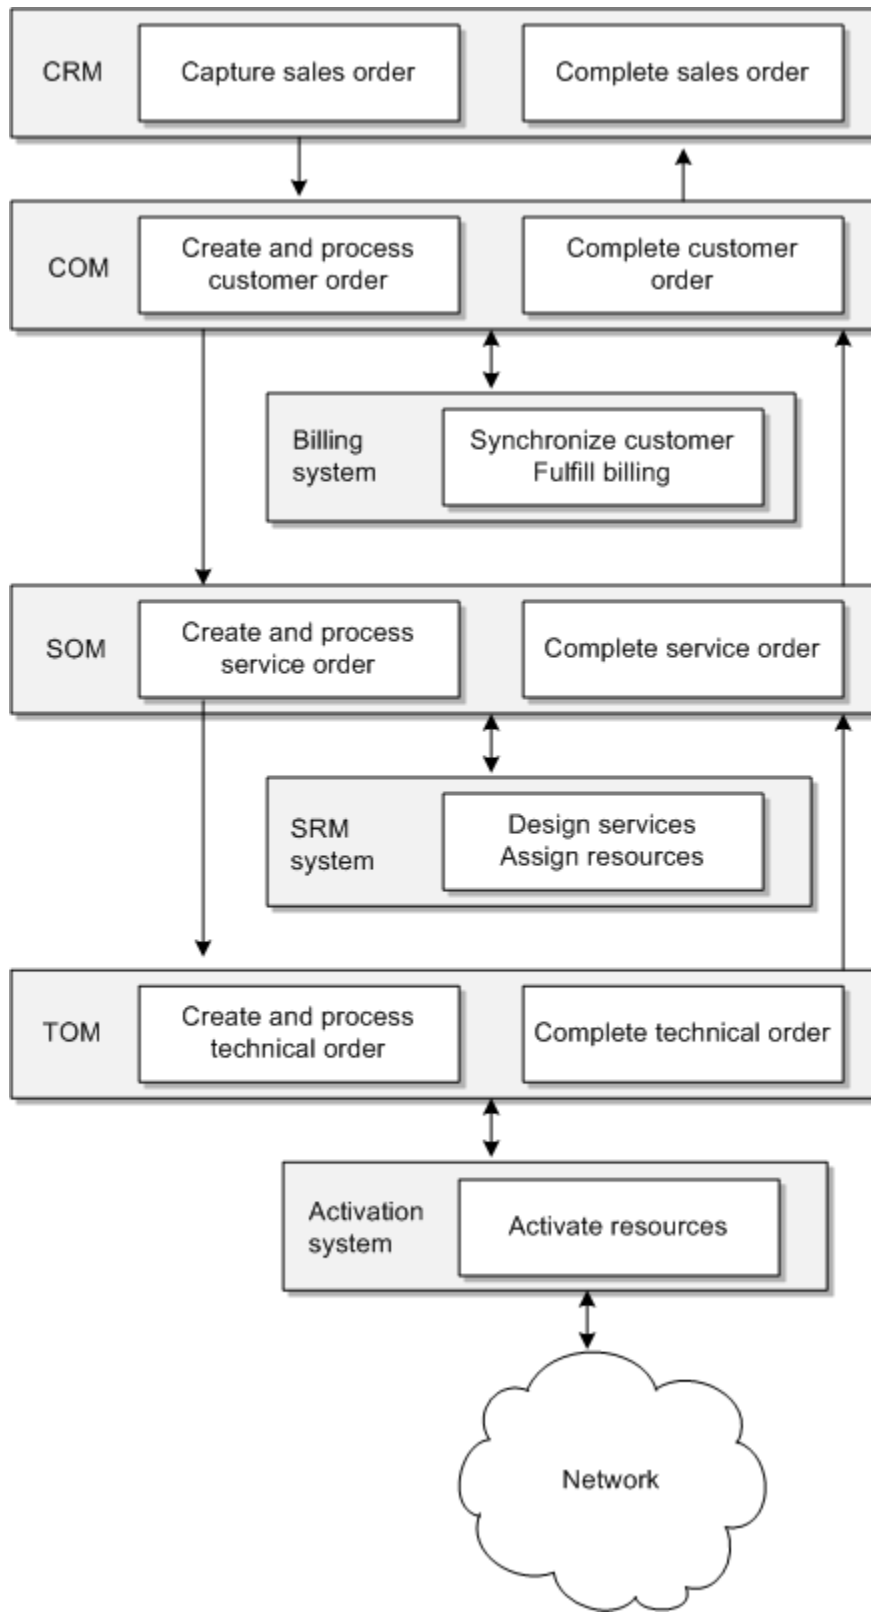 CRM
Capture sales order
Complete sales order
COM
Create and process
customer order
Complete customer
order
Billing
system
Synchronize customer
Fulfill billing
SOM
Create and process
service order
Complete service order
SRM
system
Design services
Assign resources
TOM
Create and process
technical order
Complete technical order
Activation
system
Activate resources
Network